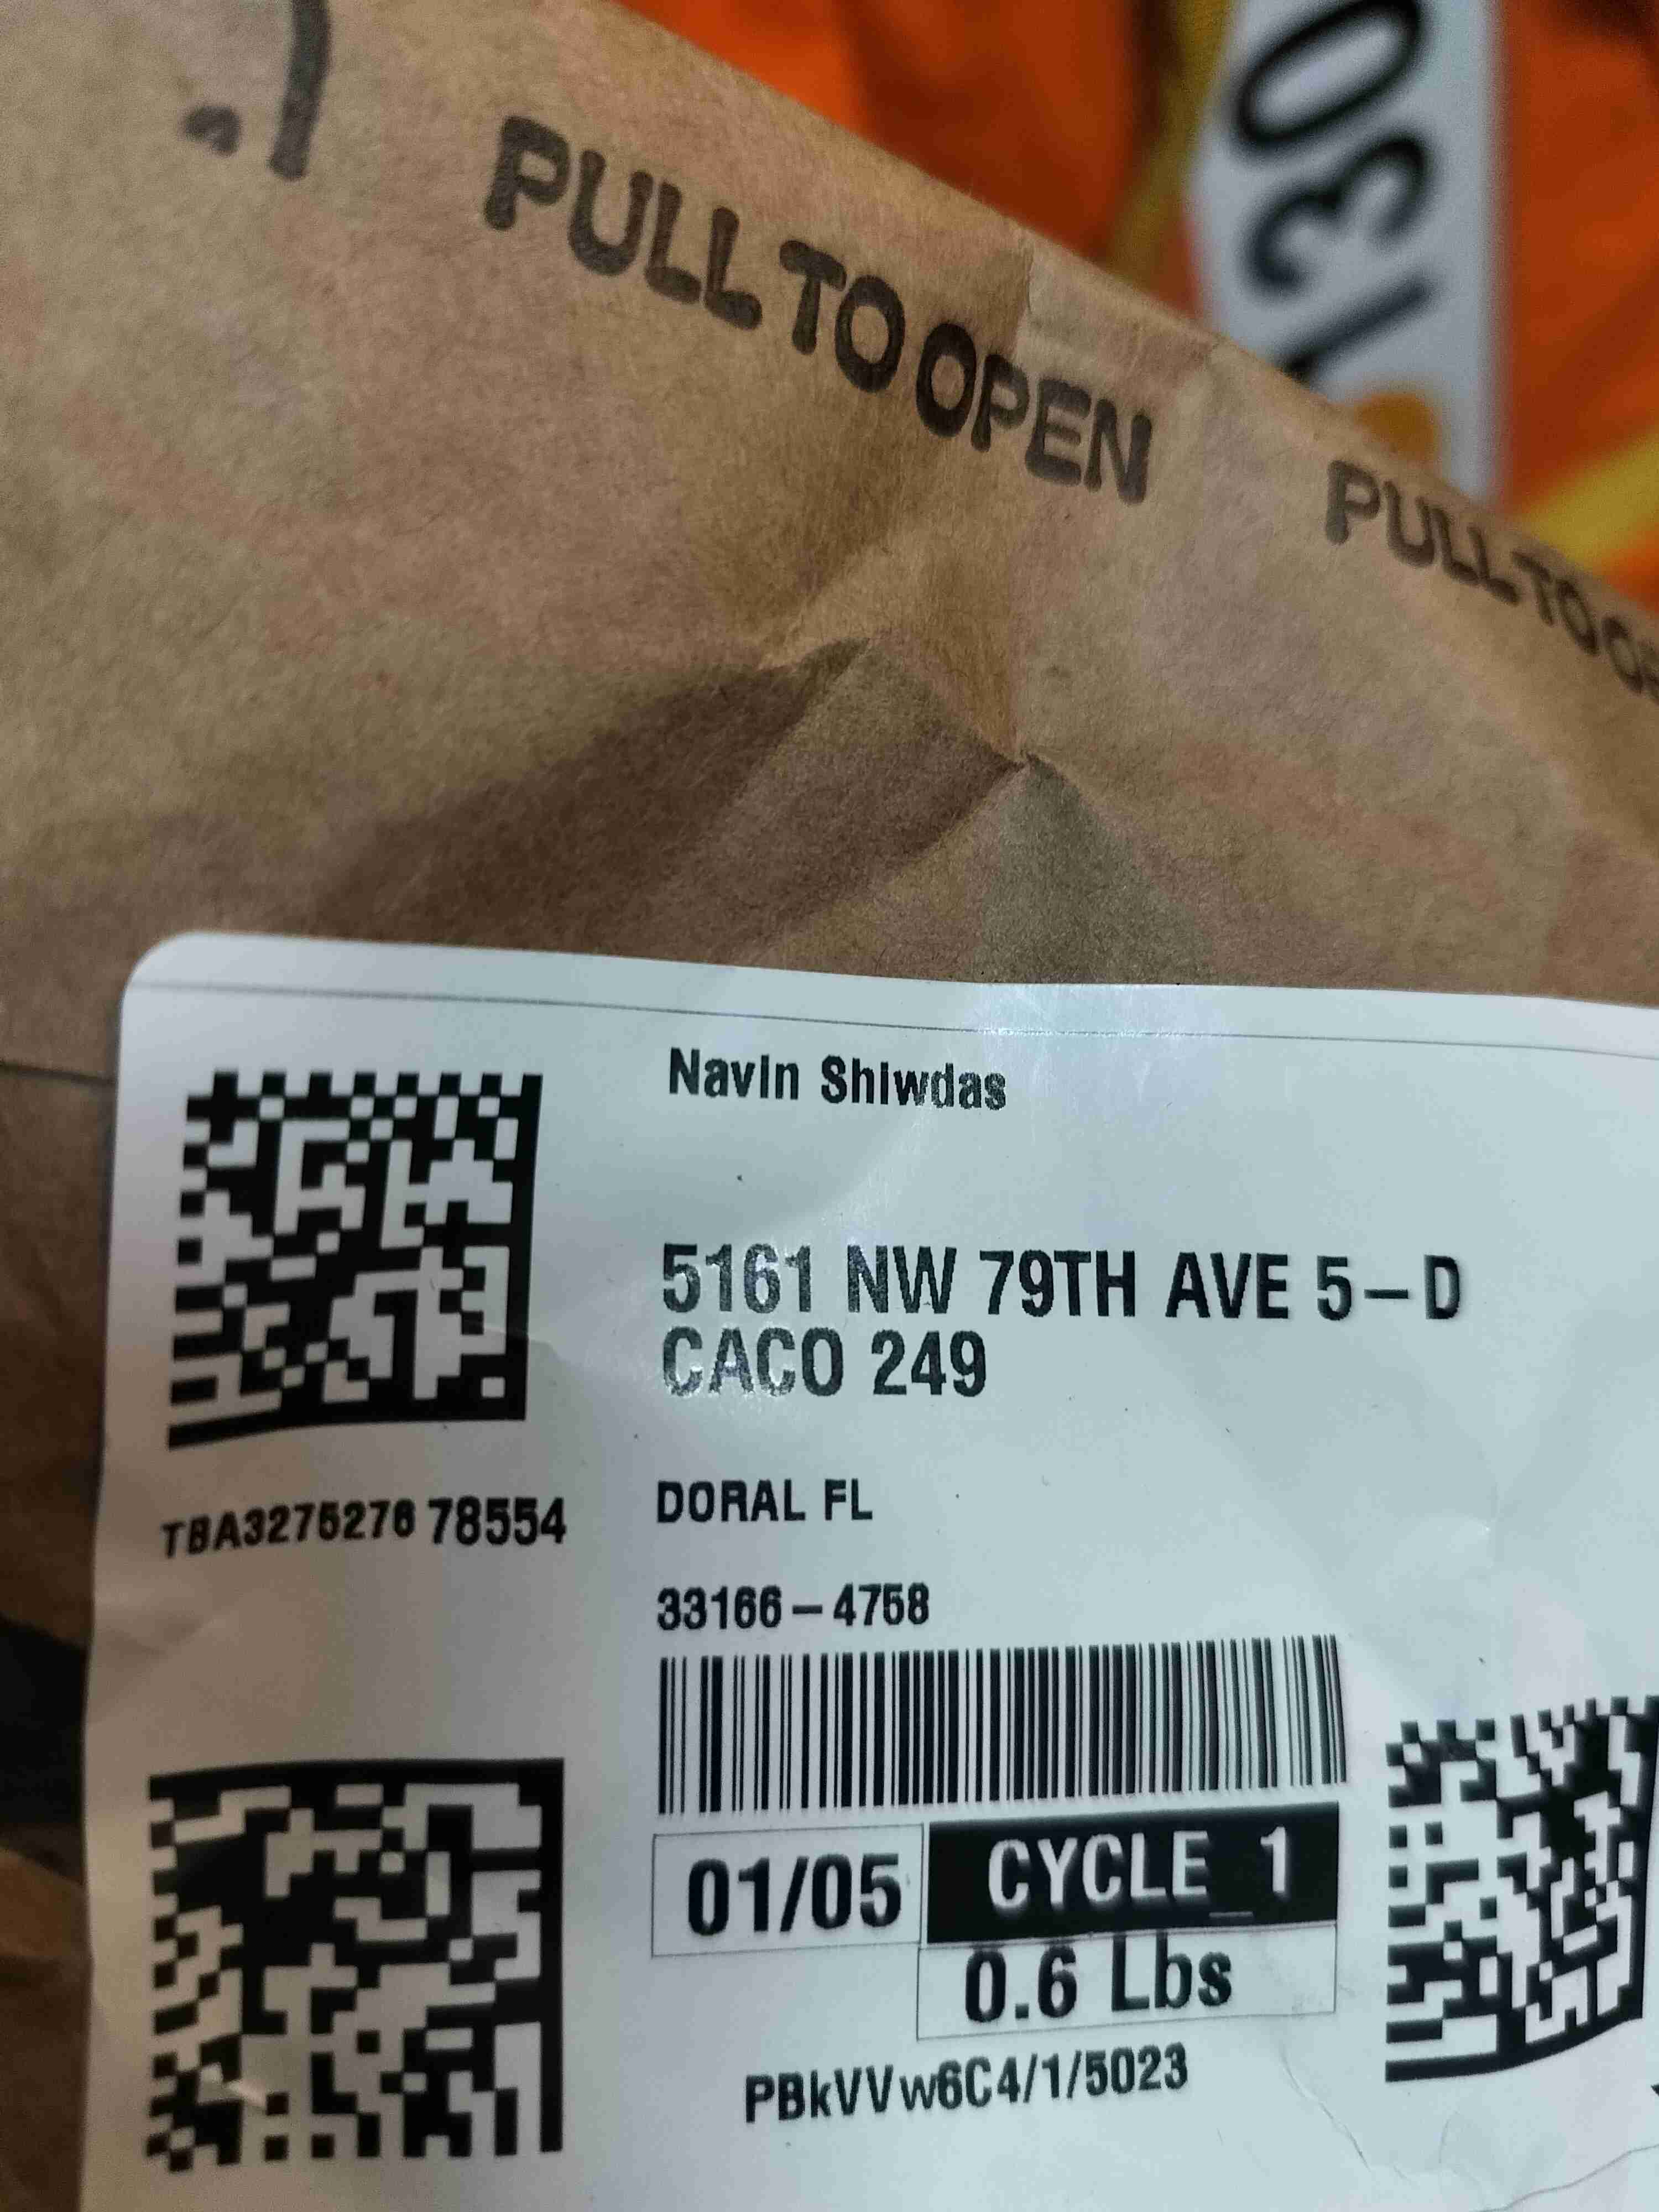 PULL TO OPEN
PULL TO
Navin Shiwdas
5161 NW 79TH AVE 5-D
CACO 249
TBA3275276 78554
DORAL FL
33166-4758
01/05
CYCLE_1
0.6 Lbs
PBkVVw6C4/1/5023